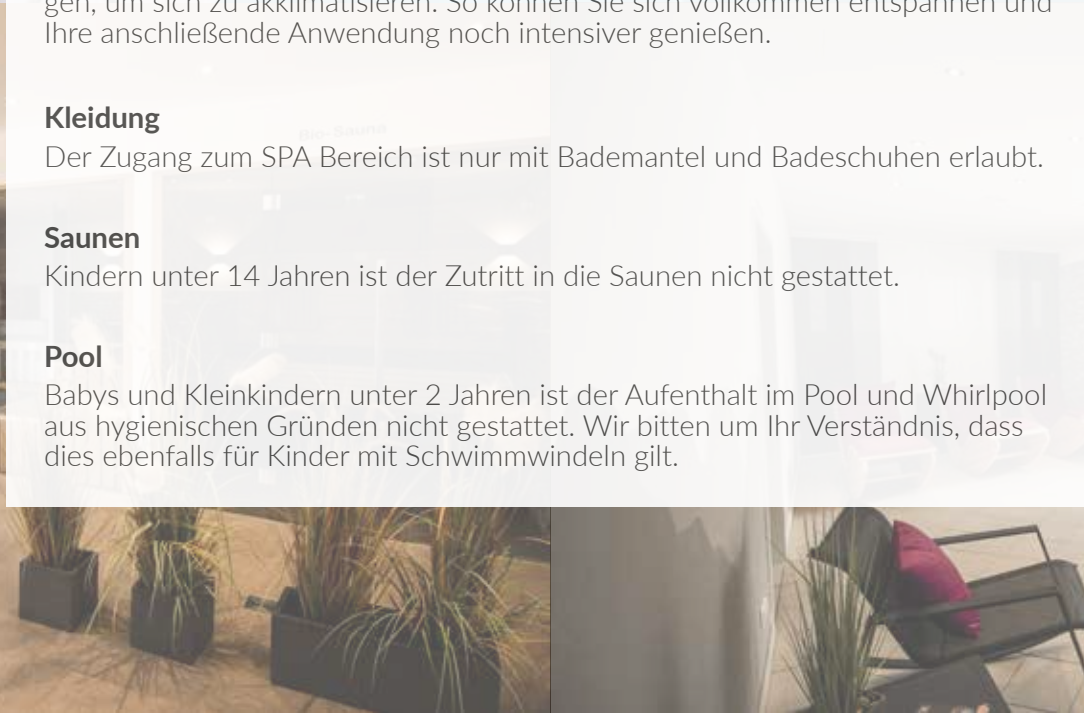 gen, um sich zu akklimatisieren. So können Sie sich vollkommen entspannen und
Ihre anschließende Anwendung noch intensiver genießen.
Kleidung
Bio-Sauna
Der Zugang zum SPA Bereich ist nur mit Bademantel und Badeschuhen erlaubt.
Saunen
Kindern unter 14 Jahren ist der Zutritt in die Saunen nicht gestattet.
Pool
Babys und Kleinkindern unter 2 Jahren ist der Aufenthalt im Pool und Whirlpool
aus hygienischen Gründen nicht gestattet. Wir bitten um Ihr Verständnis, dass
dies ebenfalls für Kinder mit Schwimmwindeln gilt.